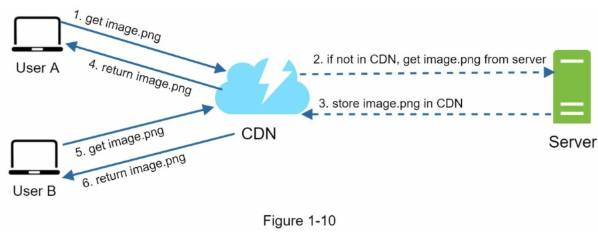 1. get image.png
User A
4. return image.png
2. if not in CDN, get image.png from server
3. store image.png in CDN
CDN
Server
5. get image.png
User B
6. return image.png
Figure 1-10